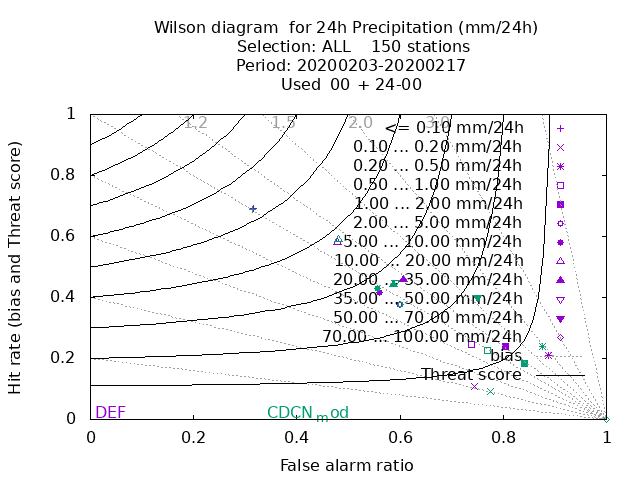 Wilson diagram  for 24h Precipitation (mm/24h)
Selection: ALL    150 stations
Period: 20200203-20200217
Used  00 + 24-00
1.2 1.5 2.0 3.0
<= 0.10 mm/24h
0.10 ... 0.20 mm/24h
0.20 ... 0.50 mm/24h
0.50 ... 1.00 mm/24h
1.00 ... 2.00 mm/24h
2.00 ... 5.00 mm/24h
5.00 ... 10.00 mm/24h
10.00 ... 20.00 mm/24h
20.00 ... 35.00 mm/24h
35.00 ... 50.00 mm/24h
50.00 ... 70.00 mm/24h
70.00 ... 100.00 mm/24h
bias
Threat score
1
0.8
0.6
0.4
0.2
0
Hit rate (bias and Threat score)
DEF CDCN_mod
0 0.2 0.4 0.6 0.8 1
False alarm ratio